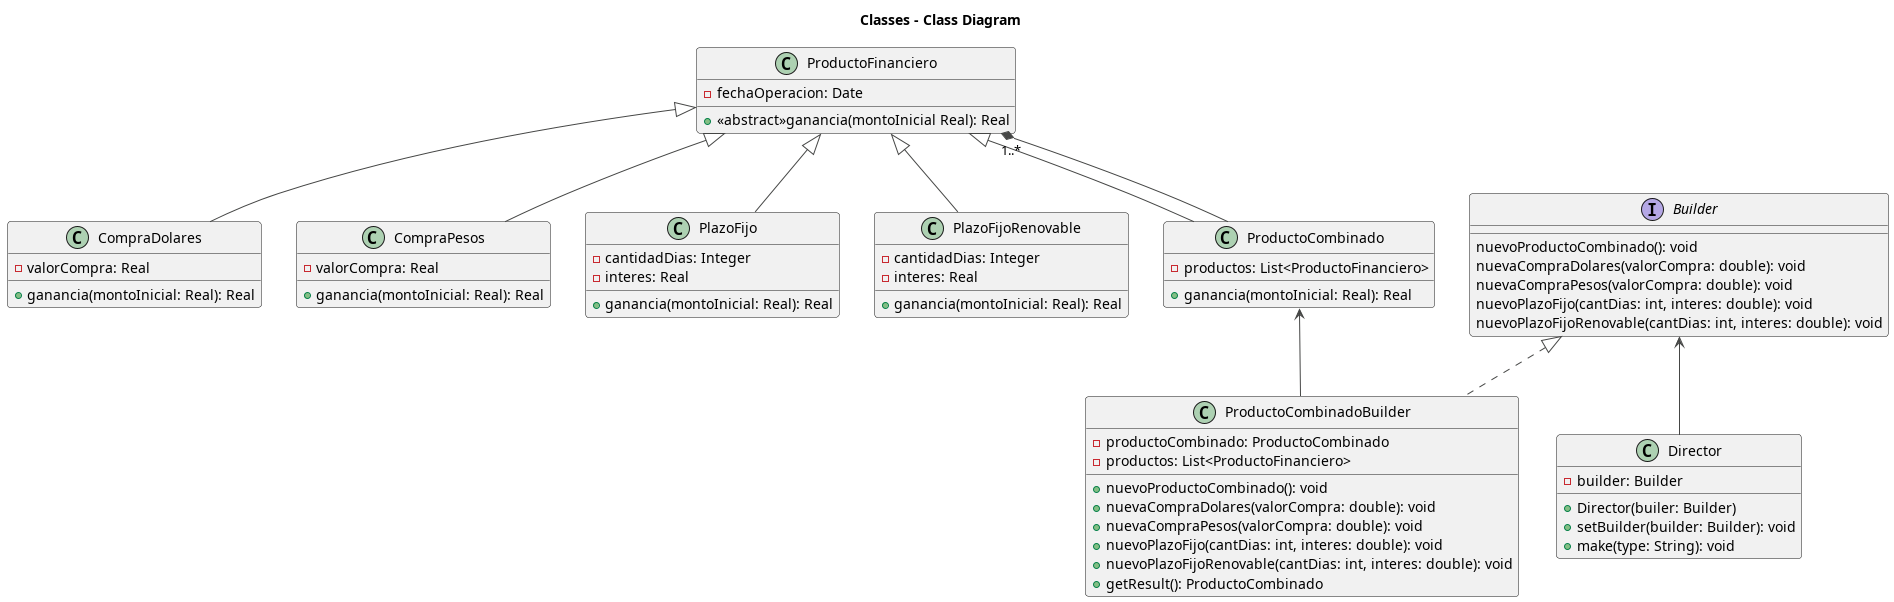 Classes - Class Diagram
C ProductoFinanciero
fechaOperacion: Date
«abstract»ganancia(montoInicial Real): Real
1..*
C CompraDolares
valorCompra: Real
ganancia(montoInicial: Real): Real
C CompraPesos
valorCompra: Real
ganancia(montoInicial: Real): Real
C PlazoFijo
cantidadDias: Integer
interes: Real
ganancia(montoInicial: Real): Real
C PlazoFijoRenovable
cantidadDias: Integer
interes: Real
ganancia(montoInicial: Real): Real
C ProductoCombinado
productos: List<ProductoFinanciero>
ganancia(montoInicial: Real): Real
I Builder
nuevoProductoCombinado(): void
nuevaCompraDolares(valorCompra: double): void
nuevaCompraPesos(valorCompra: double): void
nuevoPlazoFijo(cantDias: int, interes: double): void
nuevoPlazoFijoRenovable(cantDias: int, interes: double): void
C ProductoCombinadoBuilder
productoCombinado: ProductoCombinado
productos: List<ProductoFinanciero>
nuevoProductoCombinado(): void
nuevaCompraDolares(valorCompra: double): void
nuevaCompraPesos(valorCompra: double): void
nuevoPlazoFijo(cantDias: int, interes: double): void
nuevoPlazoFijoRenovable(cantDias: int, interes: double): void
getResult(): ProductoCombinado
C Director
builder: Builder
Director(builer: Builder)
setBuilder(builder: Builder): void
make(type: String): void